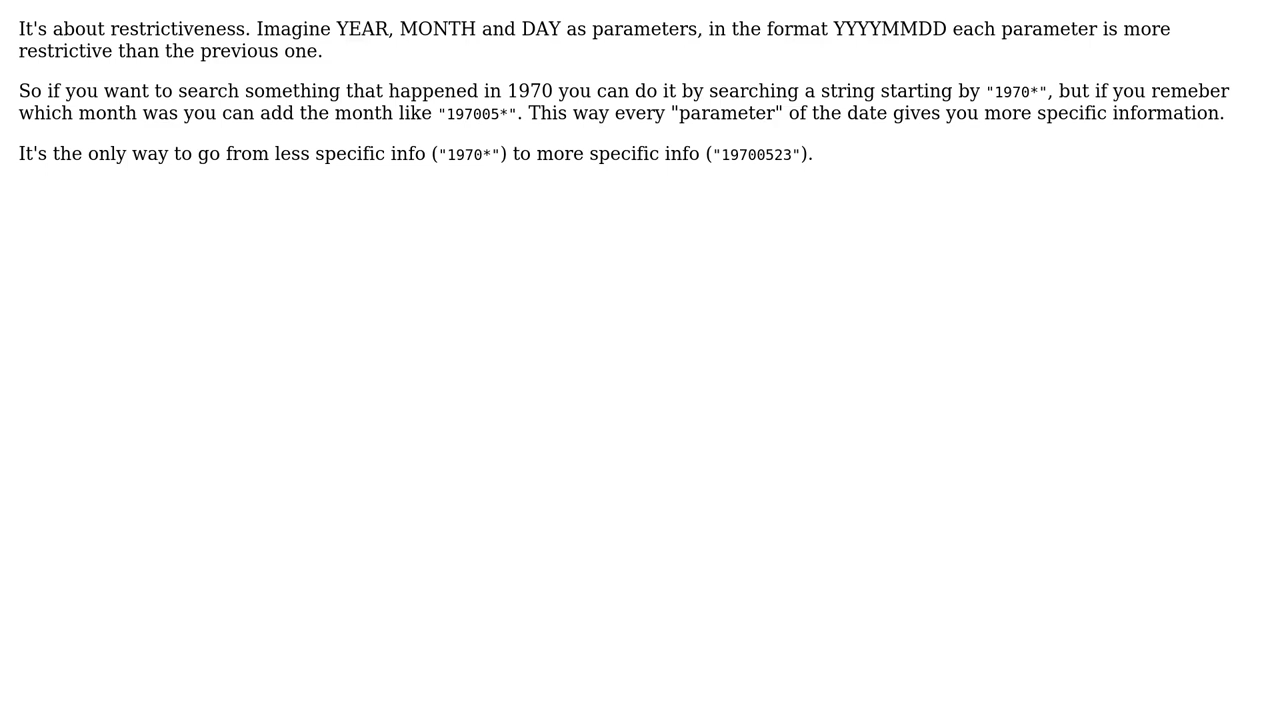 It's about restrictiveness. Imagine YEAR, MONTH and DAY as parameters, in the format YYYYMMDD each parameter is more
restrictive than the previous one.
So if you want to search something that happened in 1970 you can do it by searching a string starting by "1970*", but if you remeber
which month was you can add the month like "197005*". This way every "parameter" of the date gives you more specific information.
It's the only way to go from less specific info ("1970*") to more specific info ("19700523").